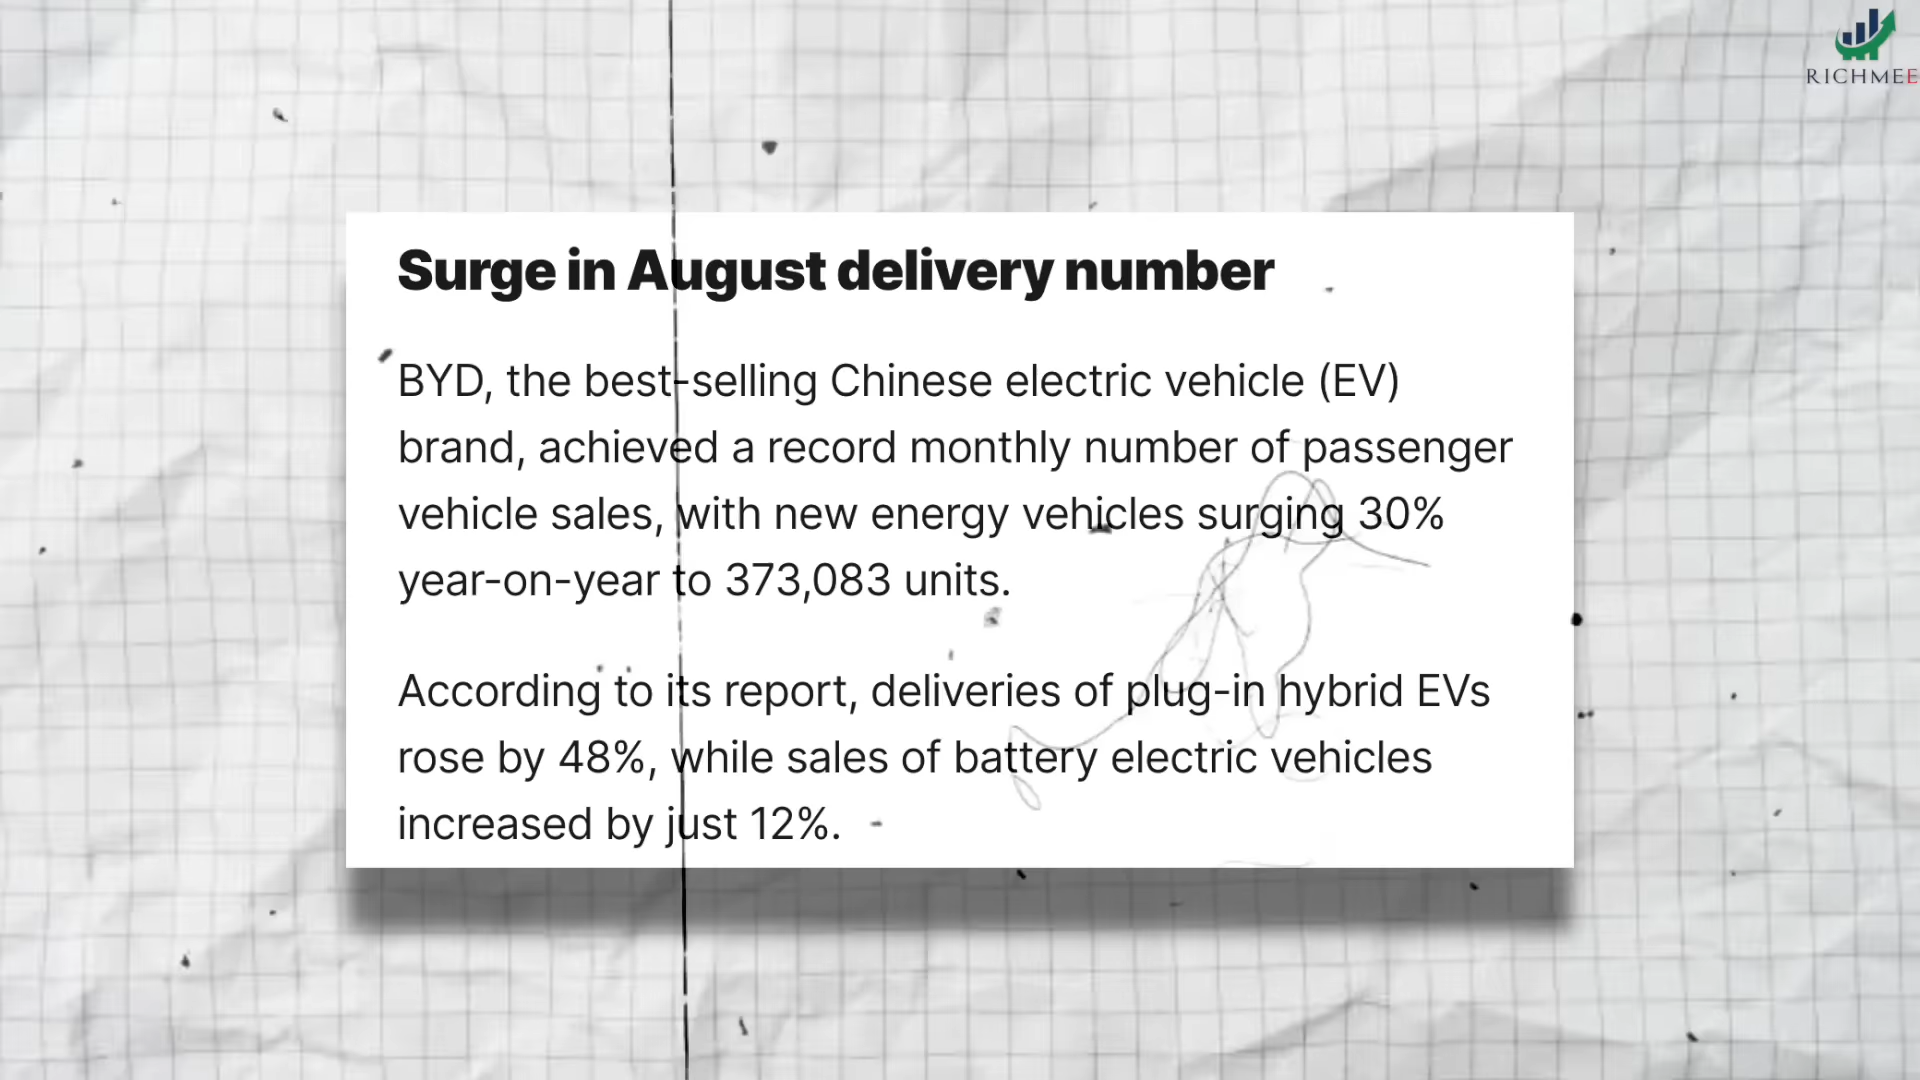 RICHMEE
Surge in August delivery number
BYD, the best-selling Chinese electric vehicle (EV)
brand, achieved a record monthly number of passenger
vehicle sales, with new energy vehicles surging 30%
year-on-year to 373,083 units.
According to its report, deliveries of plug-in hybrid EVs
rose by 48%, while sales of battery electric vehicles
increased by just 12%.